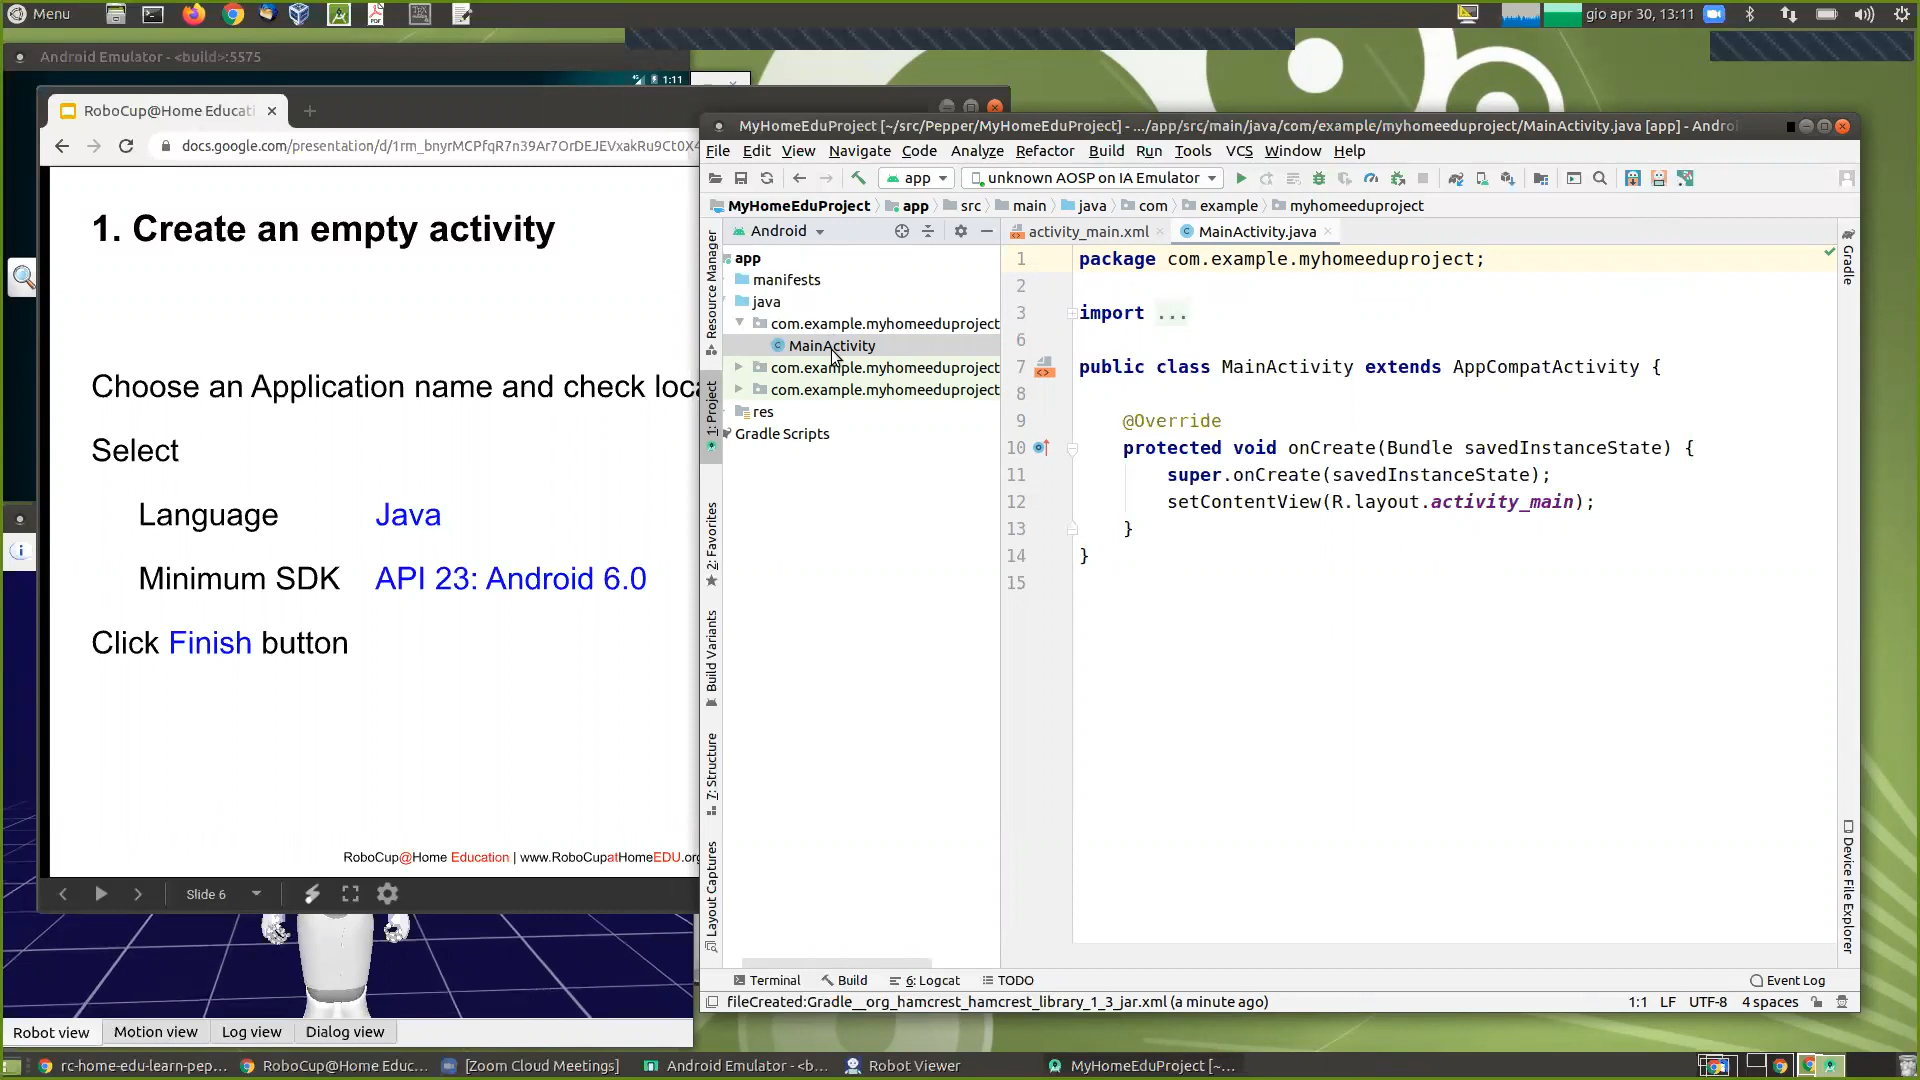 Menu
gio apr 30, 13:11
Android Emulator - <build>:5575
1:11
RoboCup@Home Educati
docs.google.com/presentation/d/1rm_bnyrMCPfqR7n39Ar7OrDEJEVxakRu9Ct0X4
1. Create an empty activity
Choose an Application name and check loca
Select
Language Java
Minimum SDK API 23: Android 6.0
Click Finish button
RoboCup@Home Education | www.RoboCupatHomeEDU.org
Slide 6
Robot view
Motion view
Log view
Dialog view
MyHomeEduProject [~/src/Pepper/MyHomeEduProject] - .../app/src/main/java/com/example/myhomeeduproject/MainActivity.java [app] - Andro
File Edit View Navigate Code Analyze Refactor Build Run Tools VCS Window Help
app
unknown AOSP on IA Emulator
MyHomeEduProject app src main java com example myhomeeduproject
Android
app
manifests
java
com.example.myhomeeduproject
MainActivity
com.example.myhomeeduproject
com.example.myhomeeduproject
res
Gradle Scripts
Resource Manager
1: Project
2: Favorites
Build Variants
7: Structure
Layout Captures
activity_main.xml
MainActivity.java
1 package com.example.myhomeeduproject;
2
3 import ...
6
7 public class MainActivity extends AppCompatActivity {
8
9 @Override
10 protected void onCreate(Bundle savedInstanceState) {
11 super.onCreate(savedInstanceState);
12 setContentView(R.layout.activity_main);
13 }
14 }
15
Gradle
Device File Explorer
Terminal
Build
6: Logcat
TODO
Event Log
fileCreated:Gradle__org_hamcrest_hamcrest_library_1_3_jar.xml (a minute ago)
1:1 LF UTF-8 4 spaces
rc-home-edu-learn-pep...
RoboCup@Home Educ...
[Zoom Cloud Meetings]
Android Emulator - <b...
Robot Viewer
MyHomeEduProject [~...